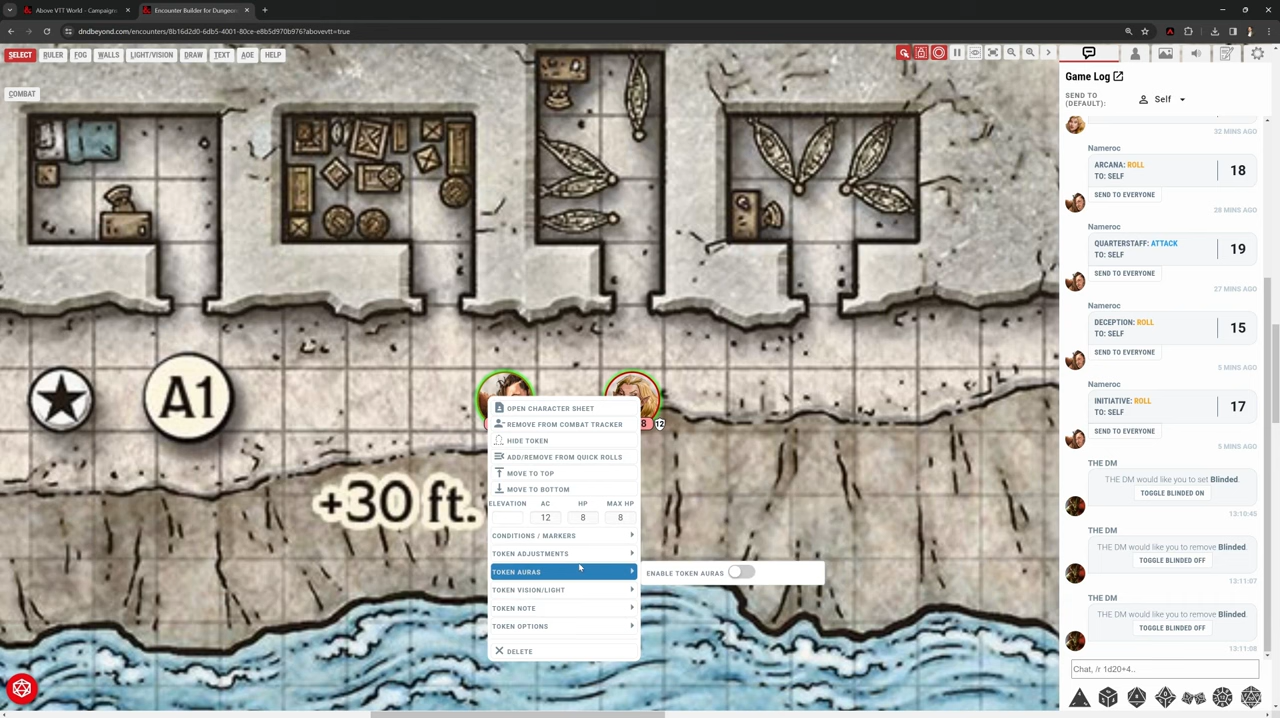 Above VTT World - Campaigns
Encounter Builder for Dungeon
dndbeyond.com/encounters/8b16d2d0-6db5-4001-80ce-e8b5d970b976?abovevtt=true
SELECT RULER FOG WALLS LIGHT/VISION DRAW TEXT AOE HELP
COMBAT
A1
+30 ft.
8 12
OPEN CHARACTER SHEET
REMOVE FROM COMBAT TRACKER
HIDE TOKEN
ADD/REMOVE FROM QUICK ROLLS
MOVE TO TOP
MOVE TO BOTTOM
ELEVATION AC HP MAX HP
12 8 8
CONDITIONS / MARKERS
TOKEN ADJUSTMENTS
TOKEN AURAS
ENABLE TOKEN AURAS
TOKEN VISION/LIGHT
TOKEN NOTE
TOKEN OPTIONS
DELETE
Game Log
SEND TO
(DEFAULT):
Self
32 MINS AGO
Nameroc
ARCANA: ROLL
TO: SELF
18
SEND TO EVERYONE
28 MINS AGO
Nameroc
QUARTERSTAFF: ATTACK
TO: SELF
19
SEND TO EVERYONE
27 MINS AGO
Nameroc
DECEPTION: ROLL
TO: SELF
15
SEND TO EVERYONE
5 MINS AGO
Nameroc
INITIATIVE: ROLL
TO: SELF
17
SEND TO EVERYONE
5 MINS AGO
THE DM
THE DM would like you to set Blinded.
TOGGLE BLINDED ON
13:10:45
THE DM
THE DM would like you to remove Blinded.
TOGGLE BLINDED OFF
13:11:07
THE DM
THE DM would like you to remove Blinded.
TOGGLE BLINDED OFF
13:11:08
Chat, /r 1d20+4..